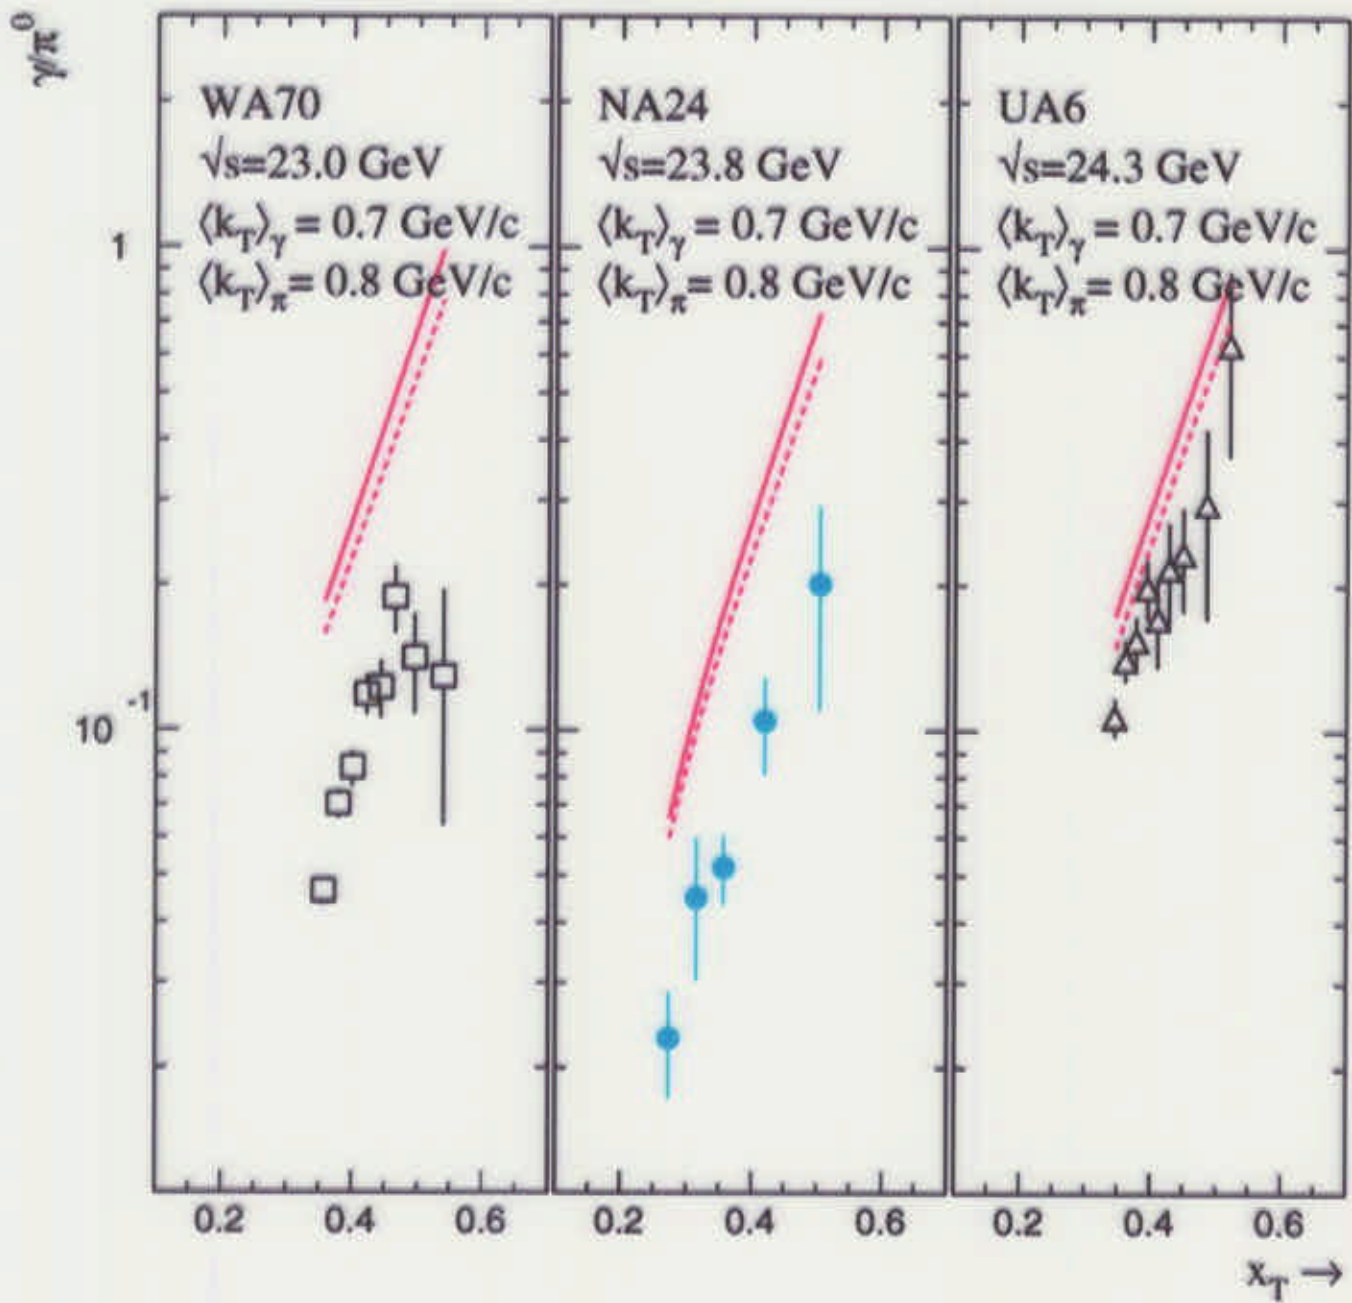 γ/π⁰
WA70
√s=23.0 GeV
⟨k_T⟩_γ = 0.7 GeV/c
⟨k_T⟩_π= 0.8 GeV/c
NA24
√s=23.8 GeV
⟨k_T⟩_γ = 0.7 GeV/c
⟨k_T⟩_π= 0.8 GeV/c
UA6
√s=24.3 GeV
⟨k_T⟩_γ = 0.7 GeV/c
⟨k_T⟩_π= 0.8 GeV/c
1
10⁻¹
0.2 0.4 0.6
0.2 0.4 0.6
0.2 0.4 0.6
x_T →